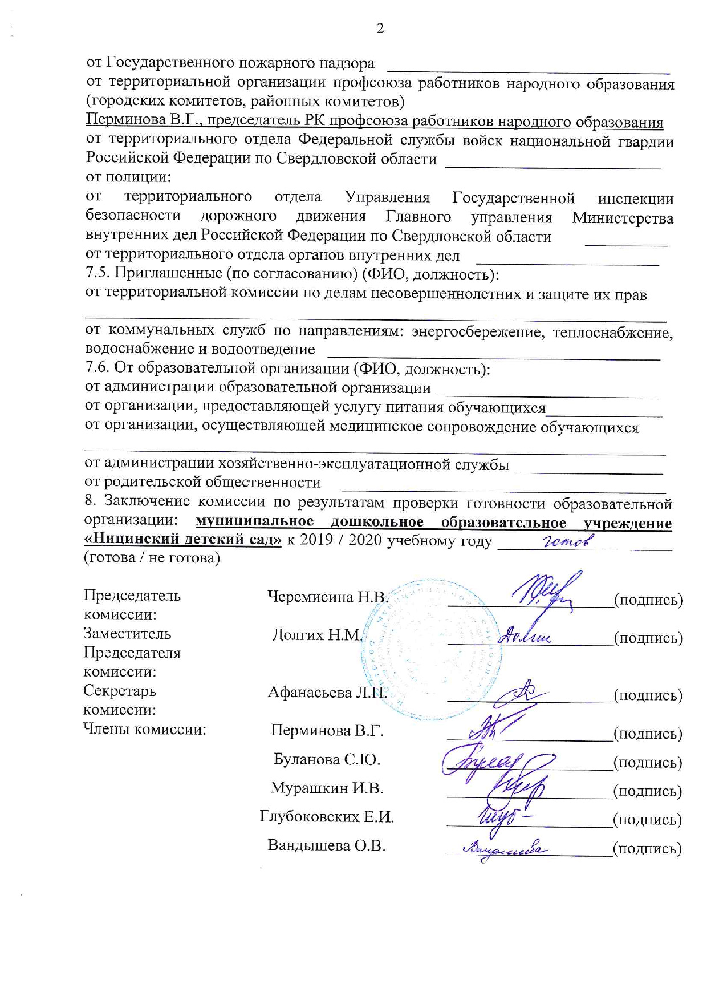 2
от Государственного пожарного надзора
от территориальной организации профсоюза работников народного образования
(городских комитетов, районных комитетов)
Перминова В.Г., председатель РК профсоюза работников народного образования
от территориального отдела Федеральной службы войск национальной гвардии
Российской Федерации по Свердловской области
от полиции:
от территориального отдела Управления Государственной инспекции
безопасности дорожного движения Главного управления Министерства
внутренних дел Российской Федерации по Свердловской области
от территориального отдела органов внутренних дел
7.5. Приглашенные (по согласованию) (ФИО, должность):
от территориальной комиссии по делам несовершеннолетних и защите их прав
от коммунальных служб по направлениям: энергосбережение, теплоснабжение,
водоснабжение и водоотведение
7.6. От образовательной организации (ФИО, должность):
от администрации образовательной организации
от организации, предоставляющей услугу питания обучающихся
от организации, осуществляющей медицинское сопровождение обучающихся
от администрации хозяйственно-эксплуатационной службы
от родительской общественности
8. Заключение комиссии по результатам проверки готовности образовательной
организации: муниципальное дошкольное образовательное учреждение
«Ницинский детский сад» к 2019 / 2020 учебному году готов
(готова / не готова)
Председатель Черемисина Н.В. (подпись)
комиссии:
Заместитель Долгих Н.М. Долгих (подпись)
Председателя
комиссии:
Секретарь Афанасьева Л.П. (подпись)
комиссии:
Члены комиссии: Перминова В.Г. (подпись)
Буланова С.Ю. (подпись)
Мурашкин И.В. (подпись)
Глубоковских Е.И. (подпись)
Вандышева О.В. Вандышева (подпись)